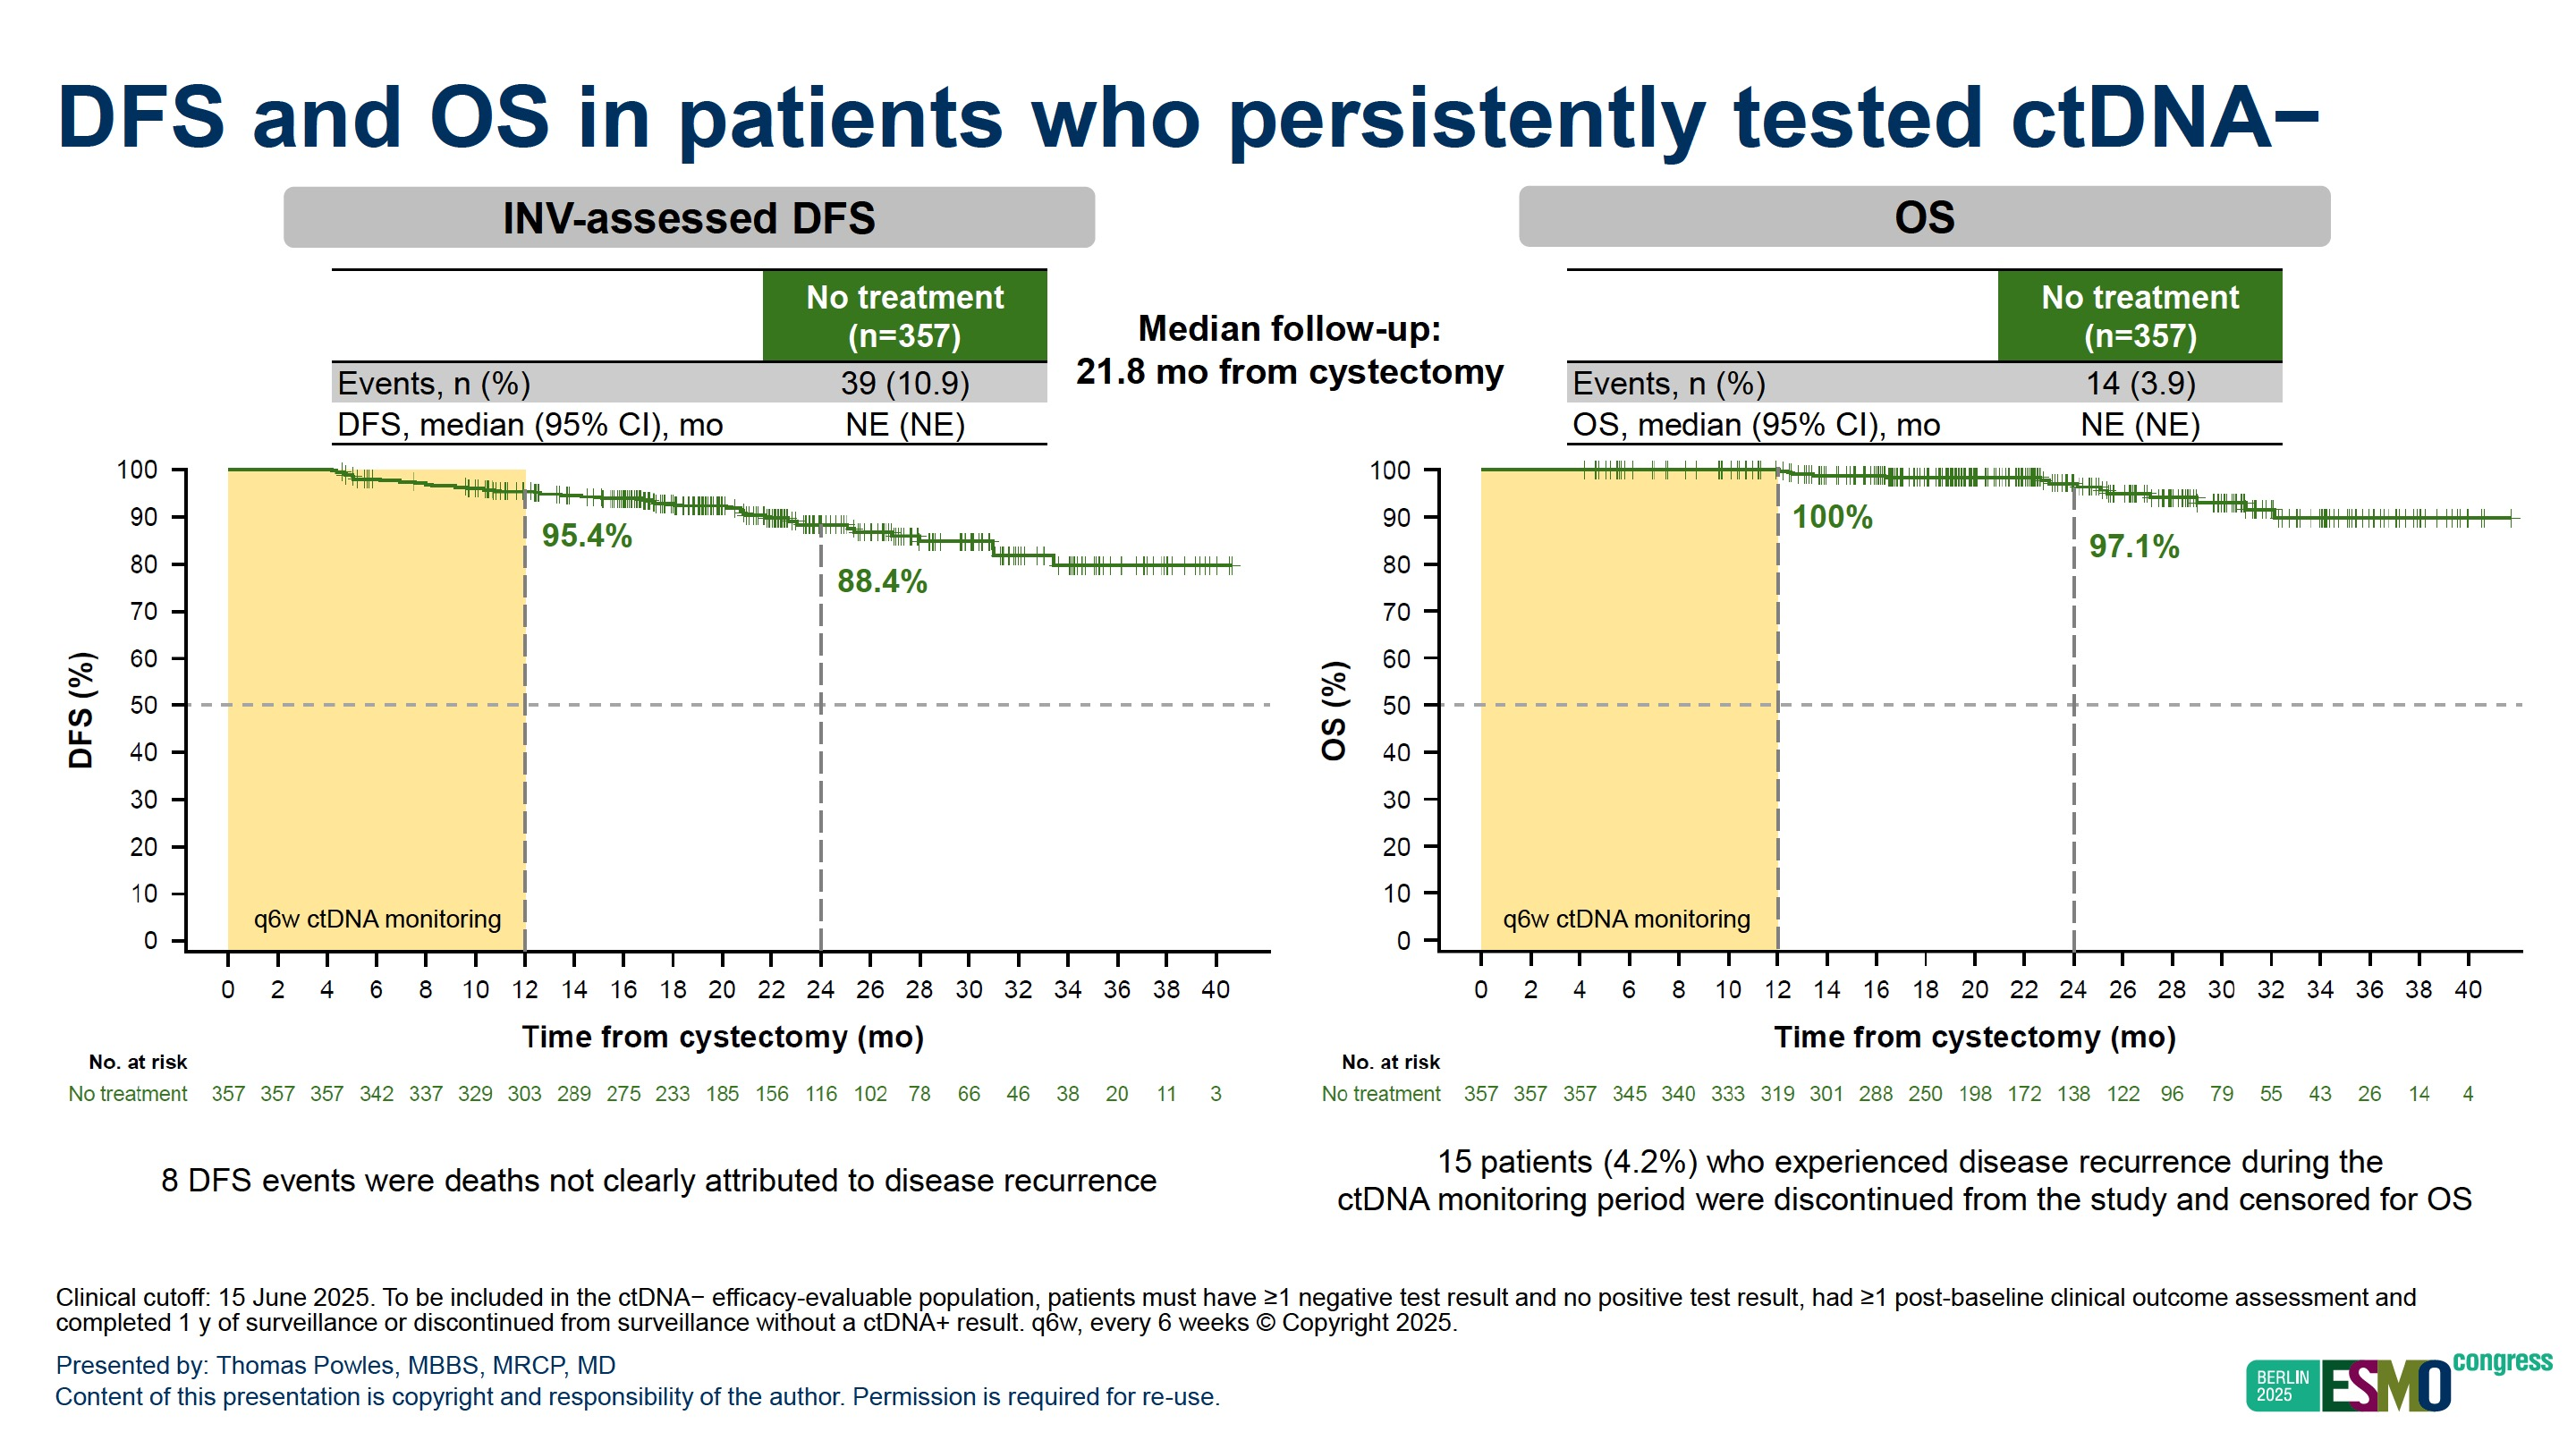 DFS and OS in patients who persistently tested ctDNA−
INV-assessed DFS
No treatment
(n=357)
Events, n (%) 39 (10.9)
DFS, median (95% CI), mo NE (NE)
Median follow-up:
21.8 mo from cystectomy
OS
No treatment
(n=357)
Events, n (%) 14 (3.9)
OS, median (95% CI), mo NE (NE)
DFS (%)
100
90
80
70
60
50
40
30
20
10
0
95.4%
88.4%
q6w ctDNA monitoring
0 2 4 6 8 10 12 14 16 18 20 22 24 26 28 30 32 34 36 38 40
Time from cystectomy (mo)
No. at risk
No treatment 357 357 357 342 337 329 303 289 275 233 185 156 116 102 78 66 46 38 20 11 3
8 DFS events were deaths not clearly attributed to disease recurrence
OS (%)
100
90
80
70
60
50
40
30
20
10
0
100%
97.1%
q6w ctDNA monitoring
0 2 4 6 8 10 12 14 16 18 20 22 24 26 28 30 32 34 36 38 40
Time from cystectomy (mo)
No. at risk
No treatment 357 357 357 345 340 333 319 301 288 250 198 172 138 122 96 79 55 43 26 14 4
15 patients (4.2%) who experienced disease recurrence during the
ctDNA monitoring period were discontinued from the study and censored for OS
Clinical cutoff: 15 June 2025. To be included in the ctDNA− efficacy-evaluable population, patients must have ≥1 negative test result and no positive test result, had ≥1 post-baseline clinical outcome assessment and
completed 1 y of surveillance or discontinued from surveillance without a ctDNA+ result. q6w, every 6 weeks © Copyright 2025.
Presented by: Thomas Powles, MBBS, MRCP, MD
Content of this presentation is copyright and responsibility of the author. Permission is required for re-use.
BERLIN
2025
ESMO congress